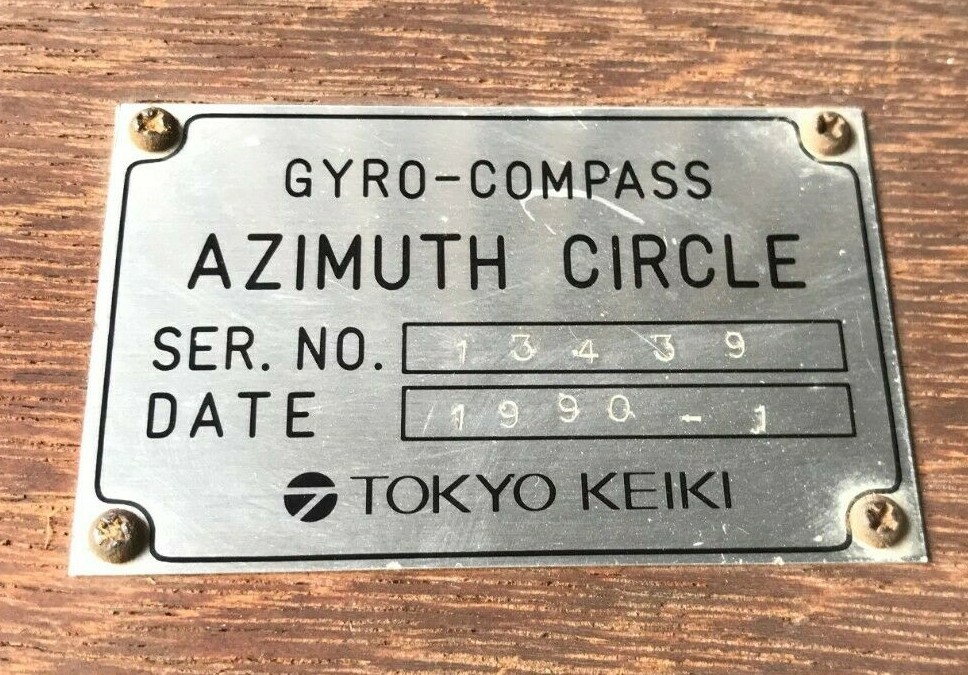 GYRO-COMPASS
AZIMUTH CIRCLE
SER. NO. 13439
DATE 1990-1
TOKYO KEIKI